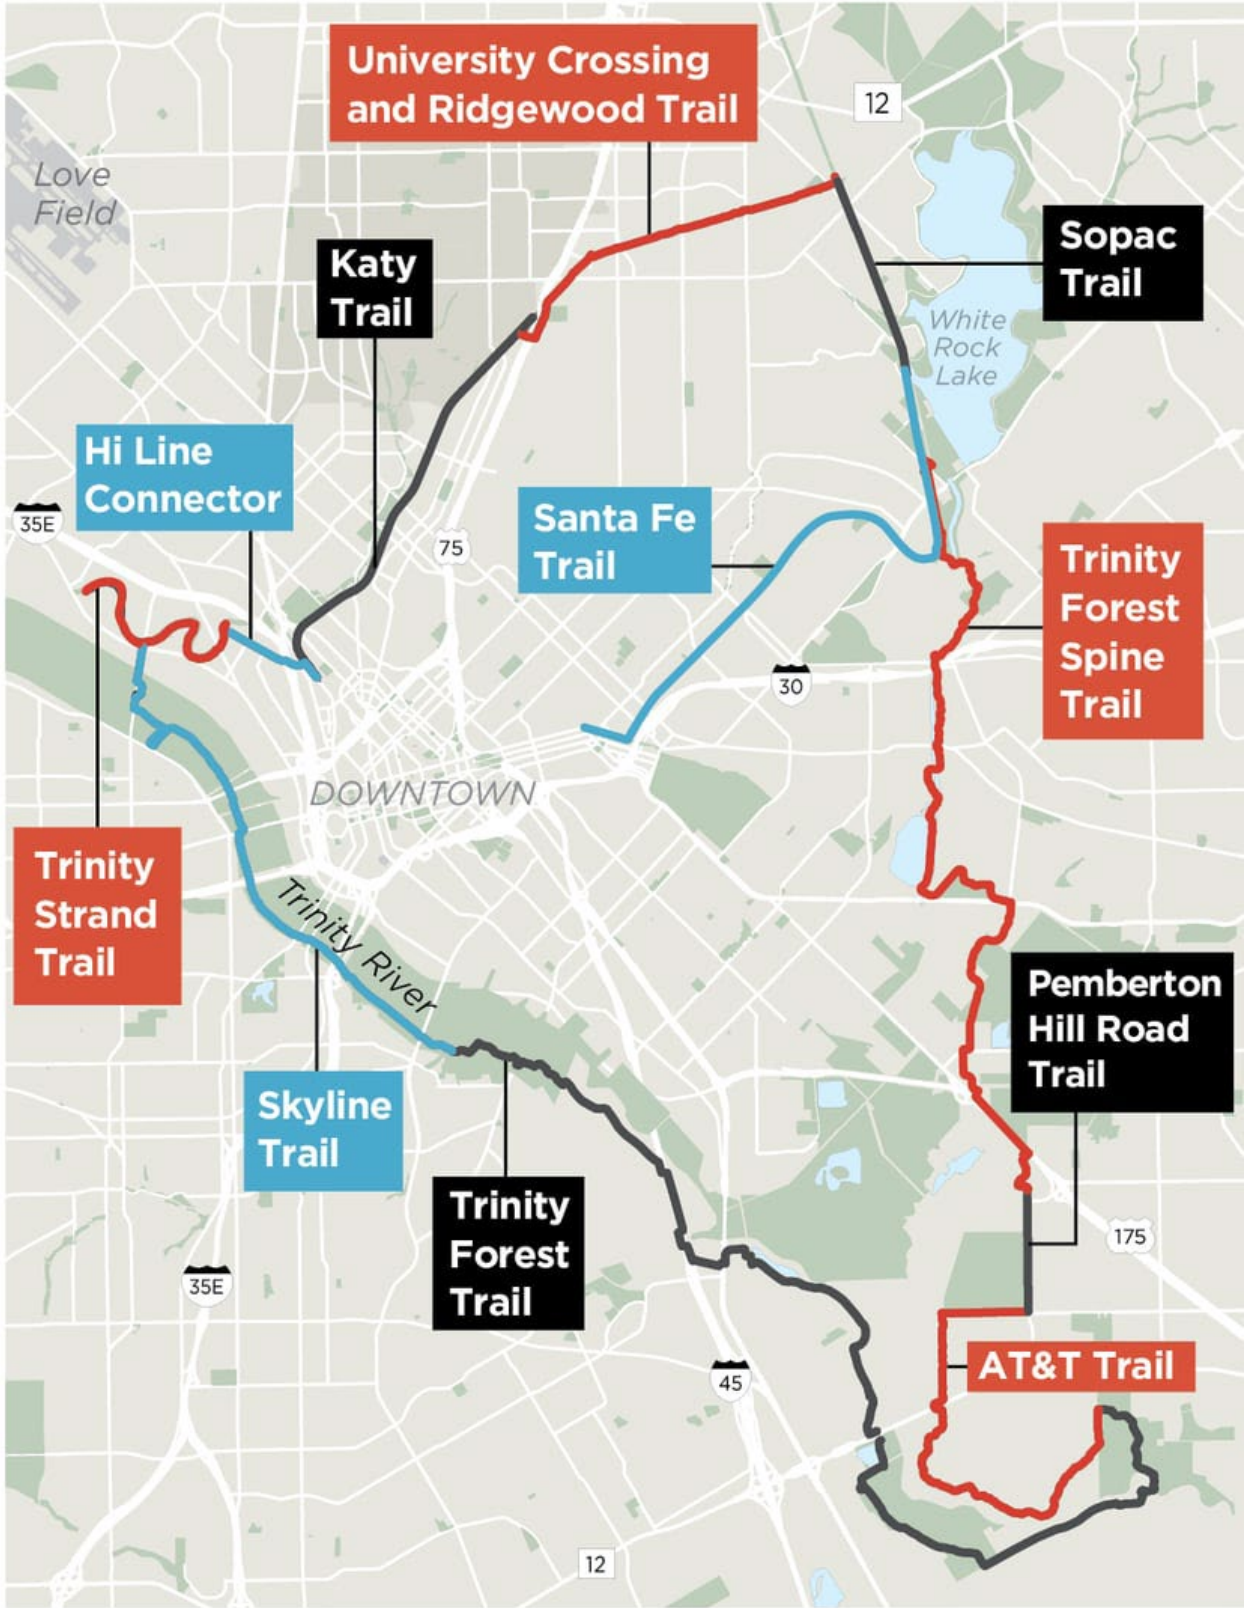 University Crossing
and Ridgewood Trail
12
Love
Field
Katy
Trail
Sopac
Trail
White
Rock
Lake
Hi Line
Connector
35E
75
Santa Fe
Trail
Trinity
Forest
Spine
Trail
30
DOWNTOWN
Trinity
Strand
Trail
Trinity River
Pemberton
Hill Road
Trail
Skyline
Trail
Trinity
Forest
Trail
175
35E
AT&T Trail
45
12